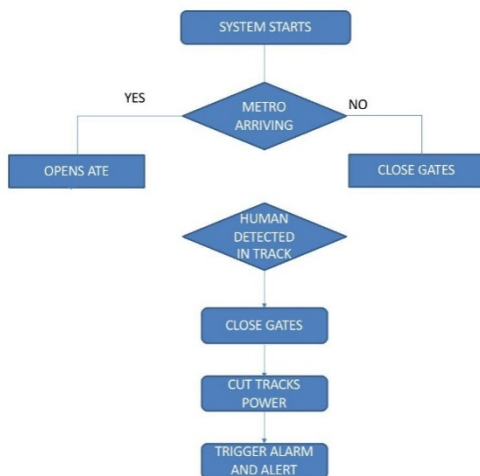 SYSTEM STARTS
YES
METRO
ARRIVING
NO
OPENS ATE
CLOSE GATES
HUMAN
DETECTED
IN TRACK
CLOSE GATES
CUT TRACKS
POWER
TRIGGER ALARM
AND ALERT